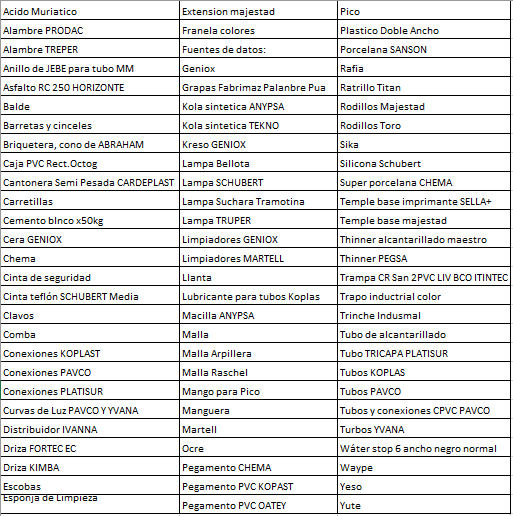 Acido Muriatico
Extension majestad
Pico
Alambre PRODAC
Franela colores
Plastico Doble Ancho
Alambre TREPER
Fuentes de datos:
Porcelana SANSON
Anillo de JEBE para tubo MM
Geniox
Rafia
Asfalto RC 250 HORIZONTE
Grapas Fabrimaz Palanbre Pua
Ratrillo Titan
Balde
Kola sintetica ANYPSA
Rodillos Majestad
Barretas y cinceles
Kola sintetica TEKNO
Rodillos Toro
Briquetera, cono de ABRAHAM
Kreso GENIOX
Sika
Caja PVC Rect.Octog
Lampa Bellota
Silicona Schubert
Cantonera Semi Pesada CARDEPLAST
Lampa SCHUBERT
Super porcelana CHEMA
Carretillas
Lampa Suchara Tramotina
Temple base imprimante SELLA+
Cemento blnco x50kg
Lampa TRUPER
Temple base majestad
Cera GENIOX
Limpiadores GENIOX
Thinner alcantarillado maestro
Chema
Limpiadores MARTELL
Thinner PEGSA
Cinta de seguridad
Llanta
Trampa CR San 2PVC LIV BCO ITINTEC
Cinta teflón SCHUBERT Media
Lubricante para tubos Koplas
Trapo inductrial color
Clavos
Macilla ANYPSA
Trinche Indusmal
Comba
Malla
Tubo de alcantarillado
Conexiones KOPLAST
Malla Arpillera
Tubo TRICAPA PLATISUR
Conexiones PAVCO
Malla Raschel
Tubos KOPLAS
Conexiones PLATISUR
Mango para Pico
Tubos PAVCO
Curvas de Luz PAVCO Y YVANA
Manguera
Tubos y conexiones CPVC PAVCO
Distribuidor IVANNA
Martell
Turbos YVANA
Driza FORTEC EC
Ocre
Wáter stop 6 ancho negro normal
Driza KIMBA
Pegamento CHEMA
Waype
Escobas
Pegamento PVC KOPAST
Yeso
Esponja de Limpieza
Pegamento PVC OATEY
Yute